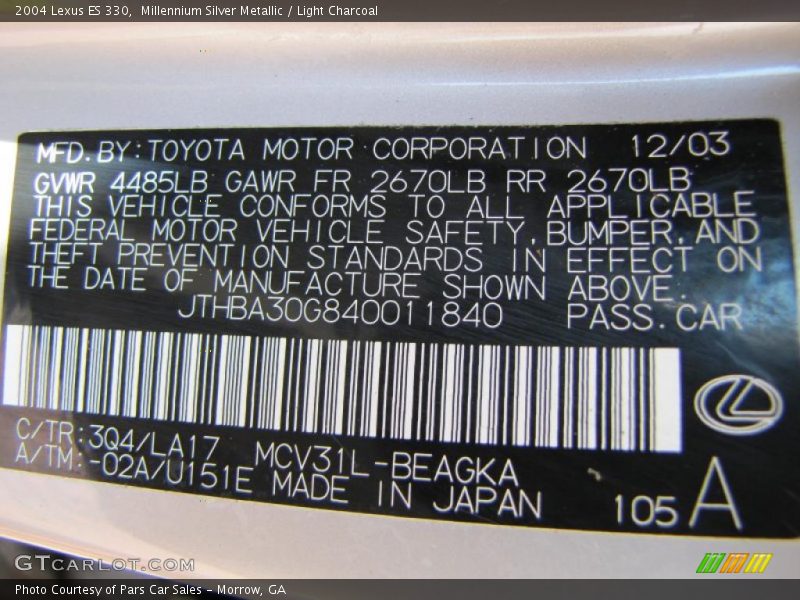 2004 Lexus ES 330, Millennium Silver Metallic / Light Charcoal
MFD. BY: TOYOTA MOTOR CORPORATION 12/03
GVWR 4485LB GAWR FR 2670LB RR 2670LB
THIS VEHICLE CONFORMS TO ALL APPLICABLE
FEDERAL MOTOR VEHICLE SAFETY, BUMPER, AND
THEFT PREVENTION STANDARDS IN EFFECT ON
THE DATE OF MANUFACTURE SHOWN ABOVE.
JTHBA30G840011840 PASS. CAR
C/TR: 3Q4/LA17 MCV31L-BEAGKA
A/TM: -02A/U151E MADE IN JAPAN
105 A
GTCARLOT.COM
Photo Courtesy of Pars Car Sales - Morrow, GA